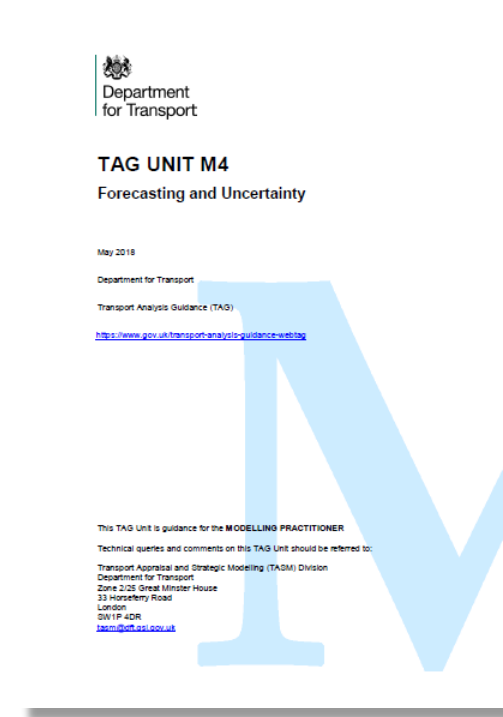 Department
for Transport
TAG UNIT M4
Forecasting and Uncertainty
May 2018
Department for Transport
Transport Analysis Guidance (TAG)
https://www.gov.uk/transport-analysis-guidance-webtag
This TAG Unit is guidance for the MODELLING PRACTITIONER
Technical queries and comments on this TAG Unit should be referred to:
Transport Appraisal and Strategic Modelling (TASM) Division
Department for Transport
Zone 2/25 Great Minster House
33 Horseferry Road
London
SW1P 4DR
tasm@dft.gsi.gov.uk
M